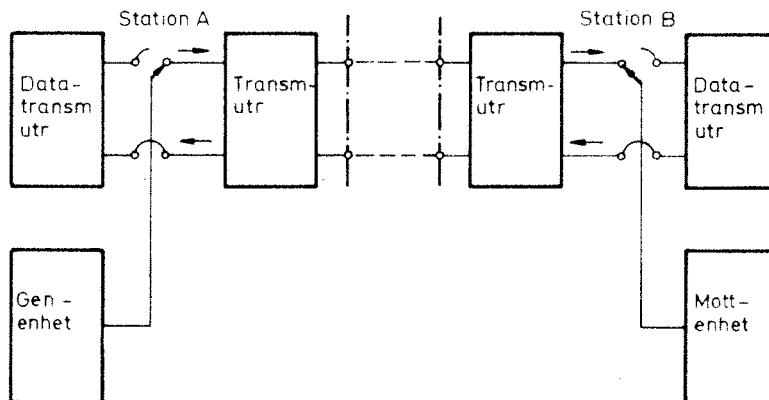 Station A
Station B
Data-
transm
utr
Transm-
utr
Transm-
utr
Data-
transm
utr
Gen-
enhet
Mott-
enhet